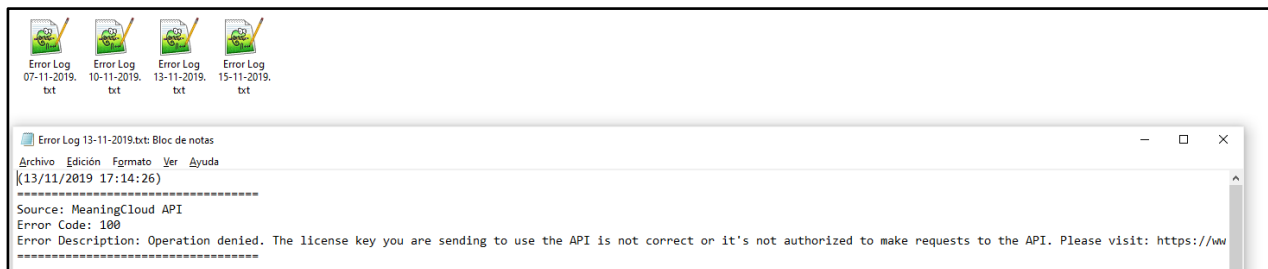 Error Log Error Log Error Log Error Log
07-11-2019. 10-11-2019. 13-11-2019. 15-11-2019.
txt txt txt txt
Error Log 13-11-2019.txt: Bloc de notas
Archivo Edición Formato Ver Ayuda
(13/11/2019 17:14:26)
===================================
Source: MeaningCloud API
Error Code: 100
Error Description: Operation denied. The license key you are sending to use the API is not correct or it's not authorized to make requests to the API. Please visit: https://ww
===================================